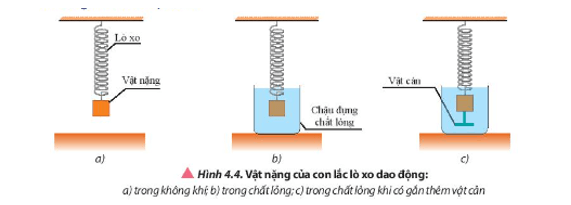 Lò xo
Vật nặng
Vật cản
Chậu đựng
chất lỏng
a)
b)
c)
▲ Hình 4.4. Vật nặng của con lắc lò xo dao động:
a) trong không khí; b) trong chất lỏng; c) trong chất lỏng khi có gắn thêm vật cản